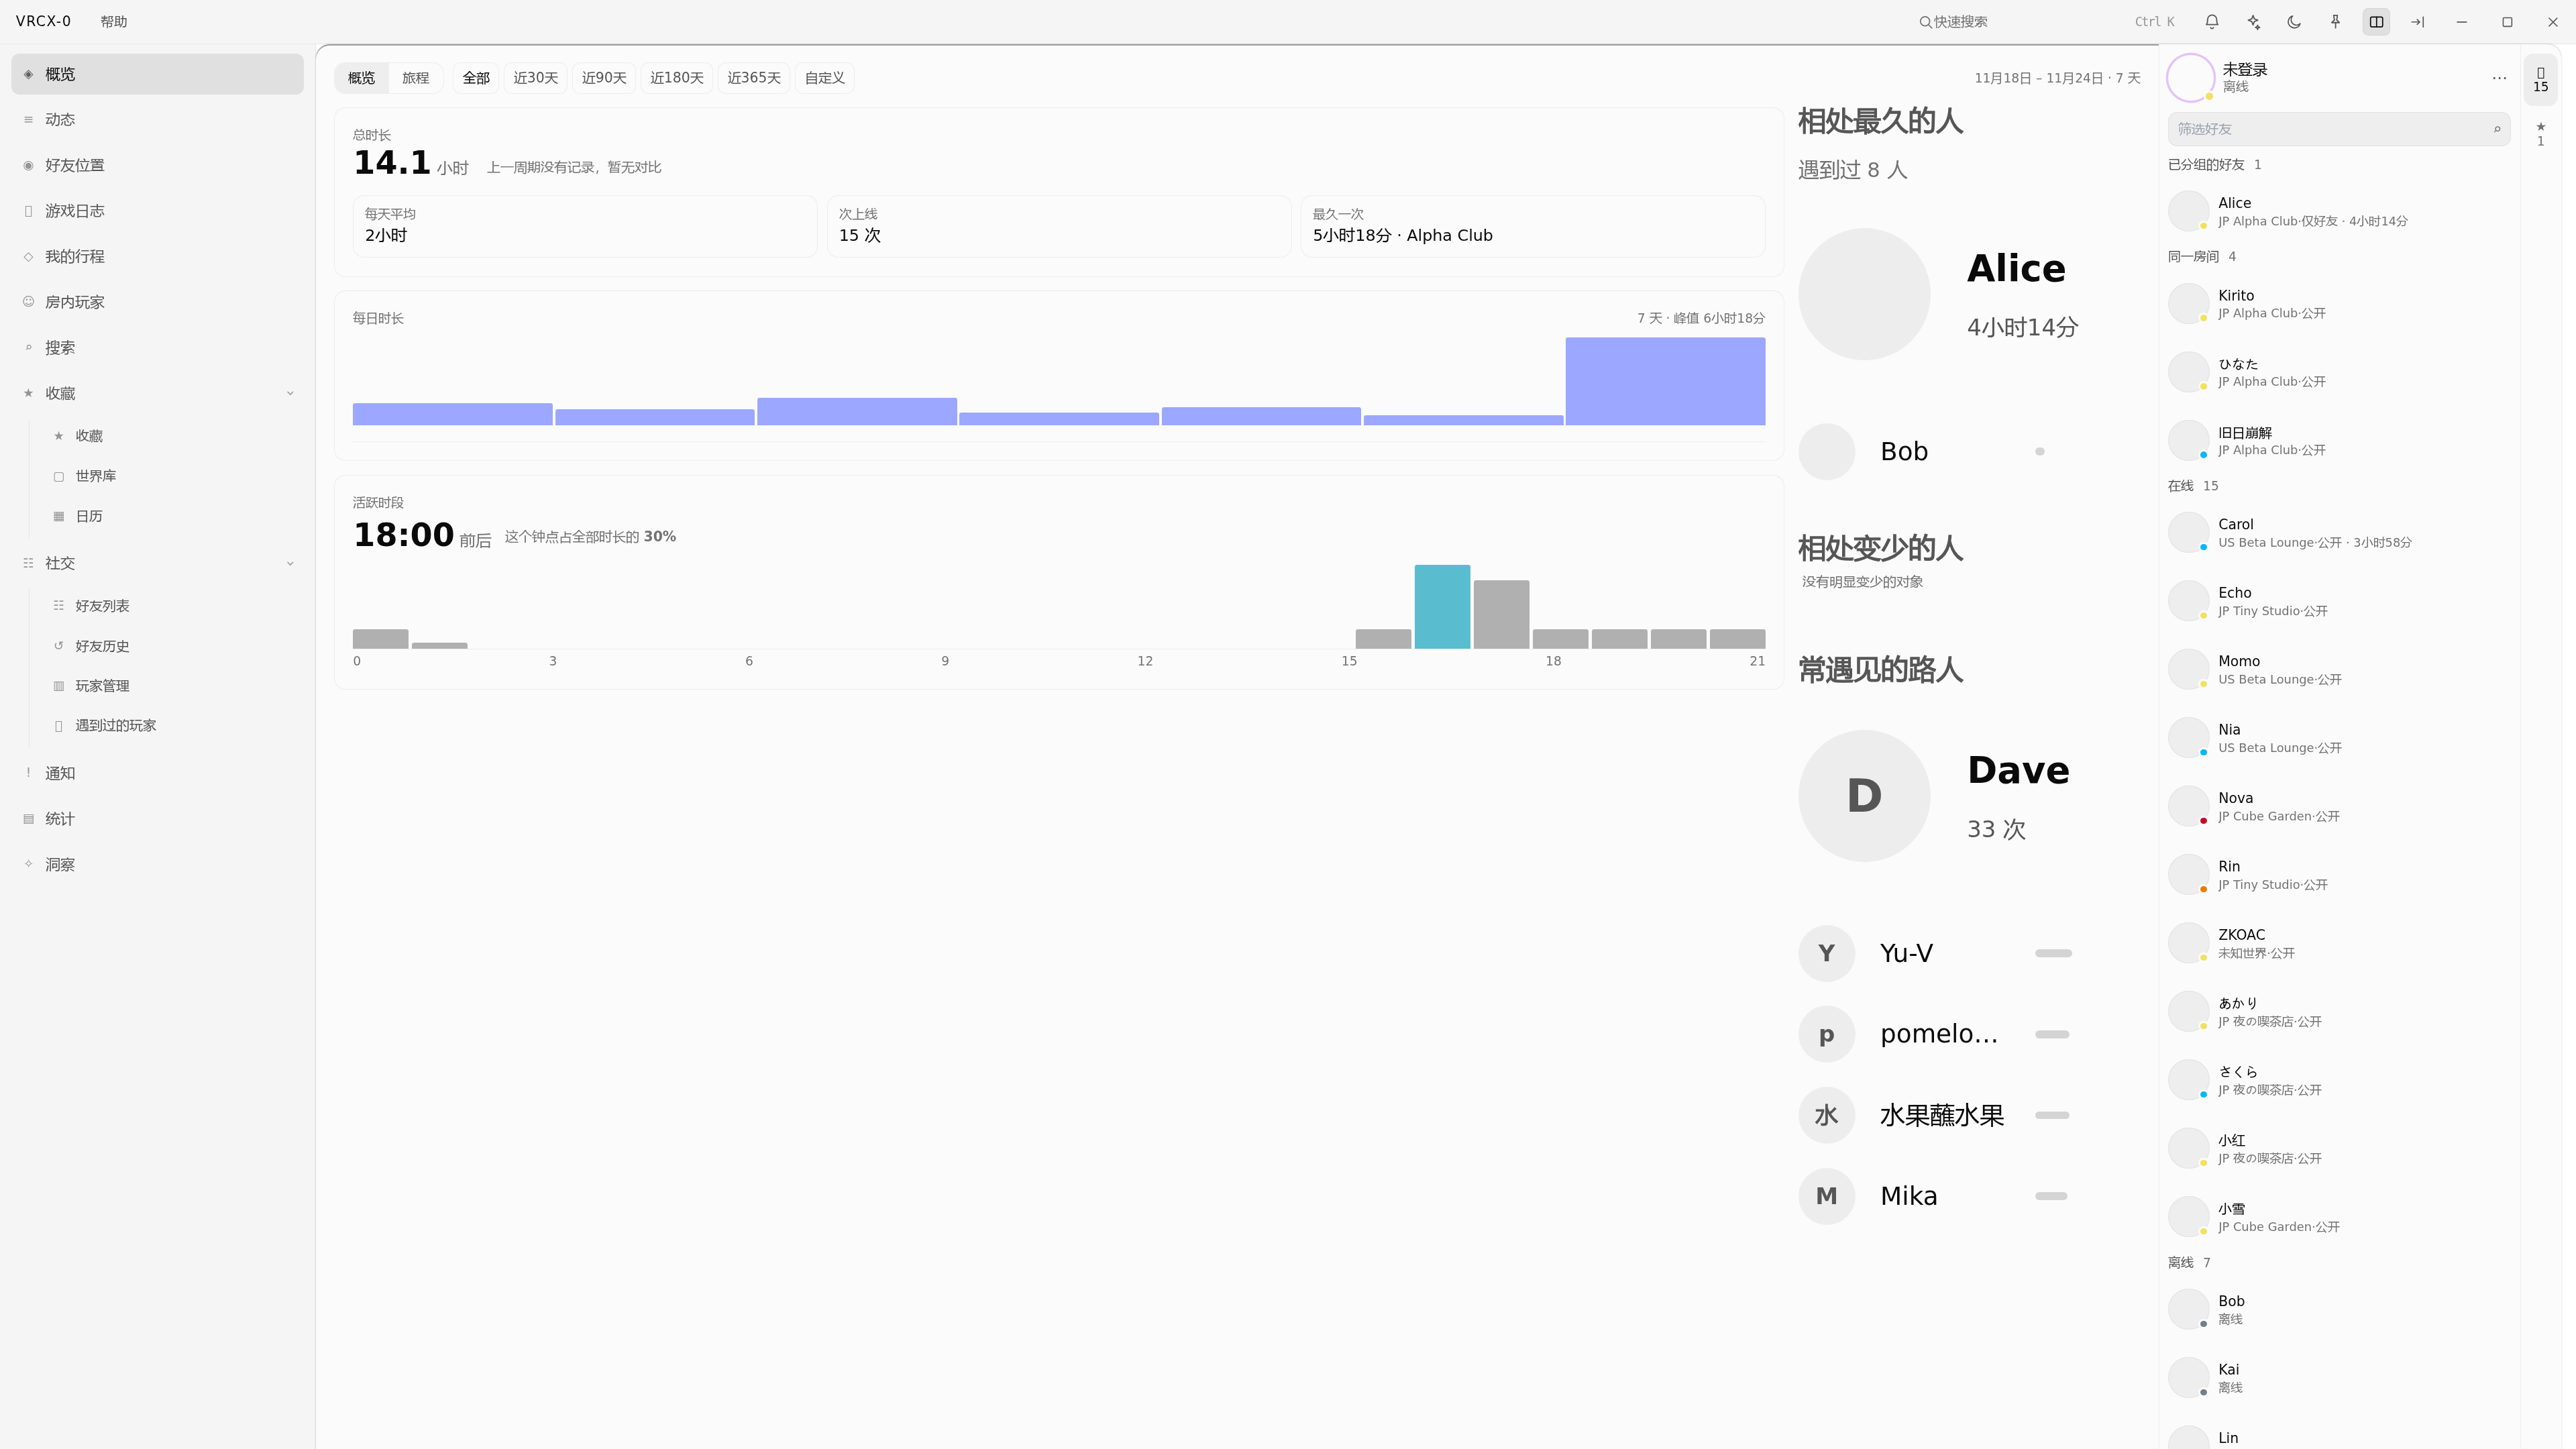 VRCX-0
帮助
快速搜索
Ctrl K
概览
动态
好友位置
游戏日志
我的行程
房内玩家
搜索
收藏
收藏
世界库
日历
社交
好友列表
好友历史
玩家管理
遇到过的玩家
通知
统计
洞察
概览 旅程 全部 近30天 近90天 近180天 近365天 自定义
11月18日 – 11月24日 · 7 天
总时长
14.1 小时 上一周期没有记录，暂无对比
每天平均
2小时
次上线
15 次
最久一次
5小时18分 · Alpha Club
每日时长
7 天 · 峰值 6小时18分
活跃时段
18:00 前后 这个钟点占全部时长的 30%
0 3 6 9 12 15 18 21
相处最久的人
遇到过 8 人
Alice
4小时14分
Bob
相处变少的人
没有明显变少的对象
常遇见的路人
D
Dave
33 次
Y Yu-V
p pomelo…
水 水果蘸水果
M Mika
未登录
离线
…
筛选好友
已分组的好友 1
Alice
JP Alpha Club·仅好友 · 4小时14分
同一房间 4
Kirito
JP Alpha Club·公开
ひなた
JP Alpha Club·公开
旧日崩解
JP Alpha Club·公开
在线 15
Carol
US Beta Lounge·公开 · 3小时58分
Echo
JP Tiny Studio·公开
Momo
US Beta Lounge·公开
Nia
US Beta Lounge·公开
Nova
JP Cube Garden·公开
Rin
JP Tiny Studio·公开
ZKOAC
未知世界·公开
あかり
JP 夜の喫茶店·公开
さくら
JP 夜の喫茶店·公开
小红
JP 夜の喫茶店·公开
小雪
JP Cube Garden·公开
离线 7
Bob
离线
Kai
离线
Lin
15
1